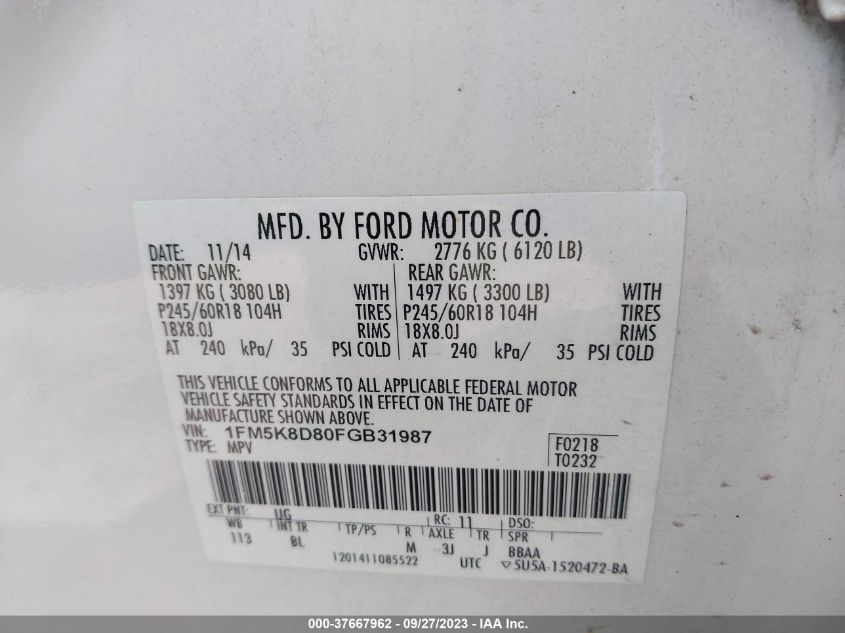 MFD. BY FORD MOTOR CO.
DATE: 11/14 GVWR: 2776 KG ( 6120 LB)
FRONT GAWR: REAR GAWR:
1397 KG ( 3080 LB) WITH 1497 KG ( 3300 LB) WITH
P245/60R18 104H TIRES P245/60R18 104H TIRES
18X8.0J RIMS 18X8.0J RIMS
AT 240 kPa/ 35 PSI COLD AT 240 kPa/ 35 PSI COLD
THIS VEHICLE CONFORMS TO ALL APPLICABLE FEDERAL MOTOR
VEHICLE SAFETY STANDARDS IN EFFECT ON THE DATE OF
MANUFACTURE SHOWN ABOVE.
VIN: 1FM5K8D80FGB31987 F0218
TYPE: MPV T0232
EXT PNT: UG RC: 11 DSO:
WB INT TR TP/PS R AXLE TR SPR
113 BL M 3J J BBAA
1201411085522 UTC ▽5U5A-1520472-BA
000-37667962 - 09/27/2023 - IAA Inc.